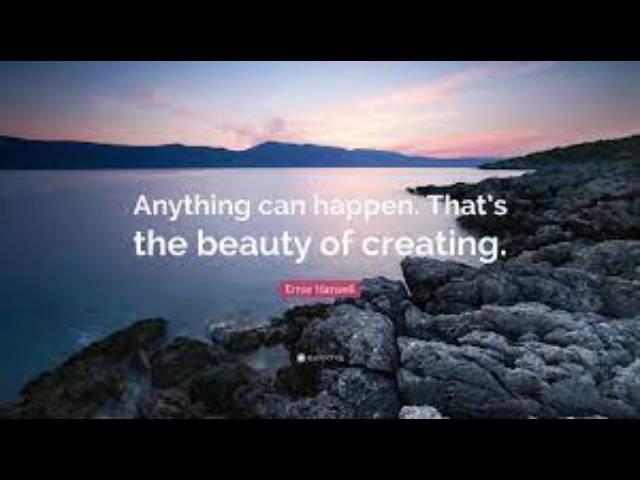 Anything can happen. That's
the beauty of creating.
Ernie Harwell